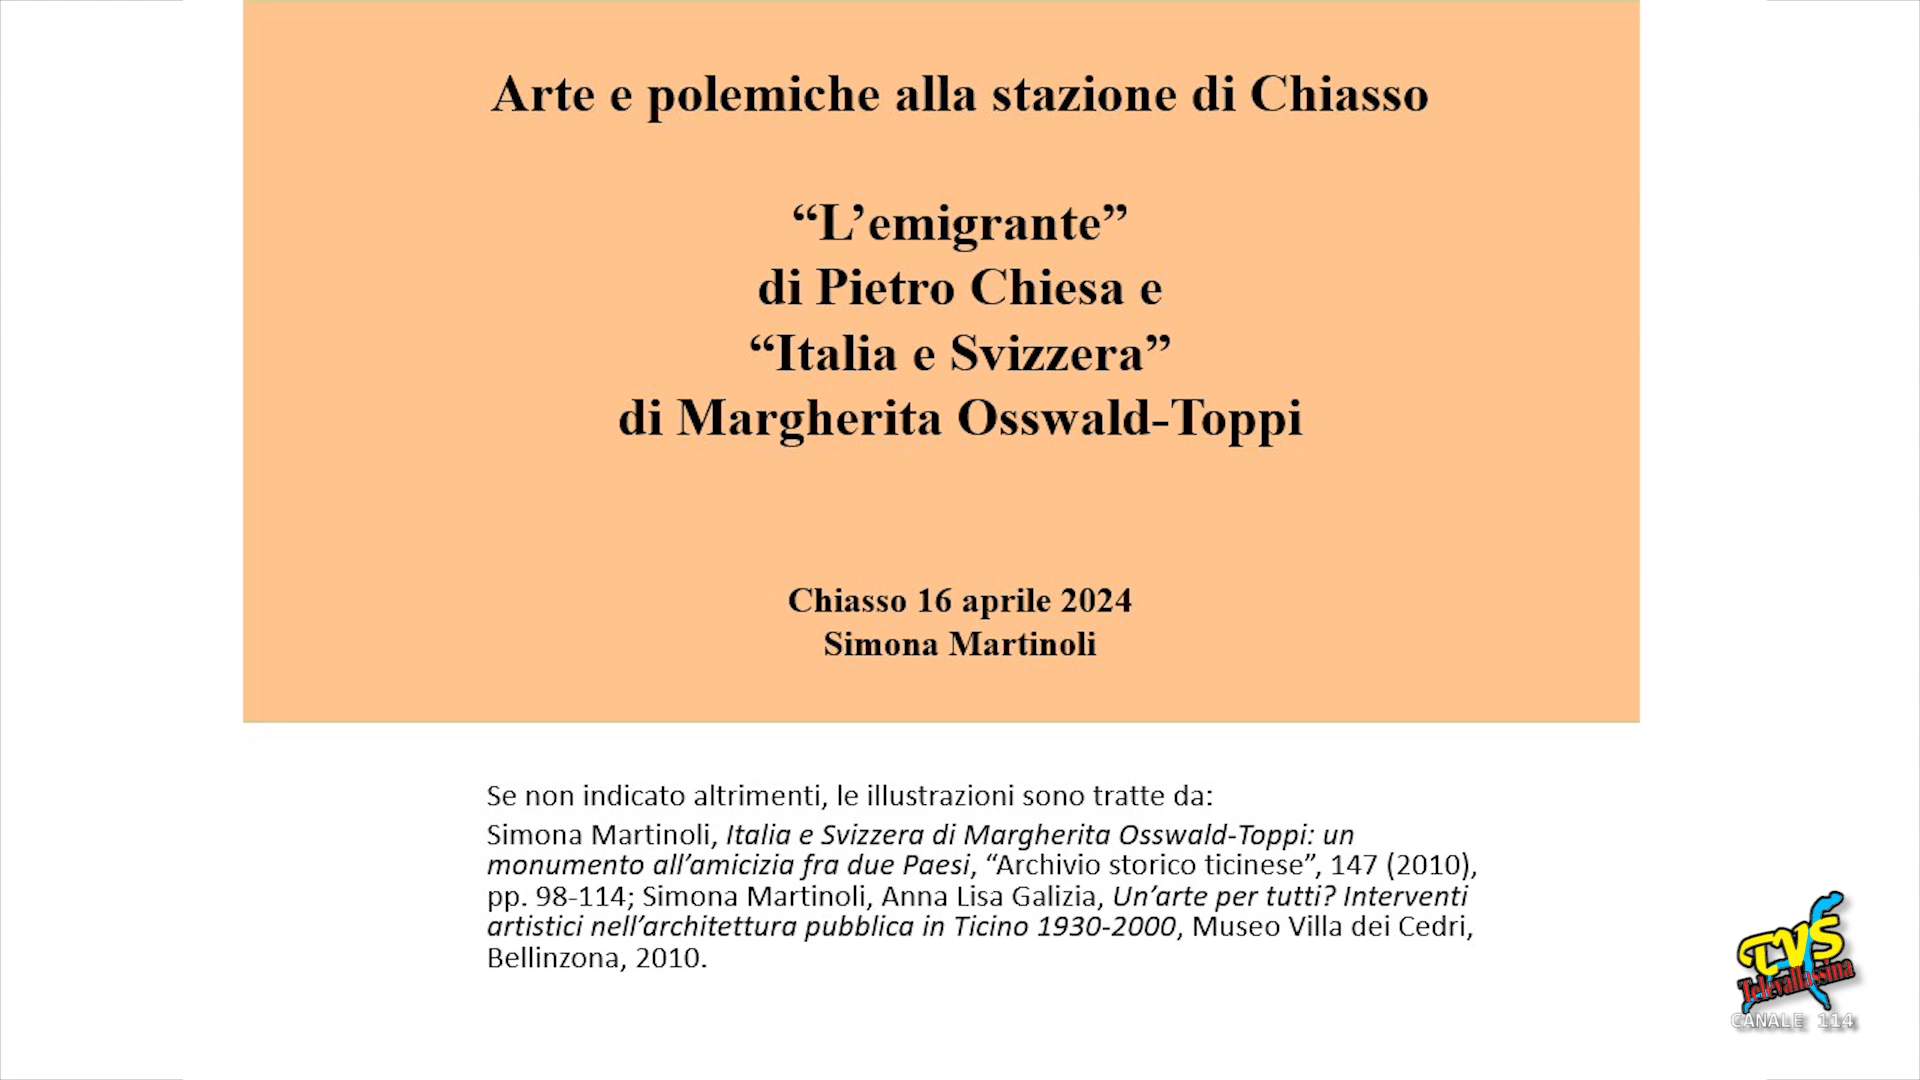 Arte e polemiche alla stazione di Chiasso
“L’emigrante”
di Pietro Chiesa e
“Italia e Svizzera”
di Margherita Osswald-Toppi
Chiasso 16 aprile 2024
Simona Martinoli
Se non indicato altrimenti, le illustrazioni sono tratte da:
Simona Martinoli, Italia e Svizzera di Margherita Osswald-Toppi: un
monumento all’amicizia fra due Paesi, “Archivio storico ticinese”, 147 (2010),
pp. 98-114; Simona Martinoli, Anna Lisa Galizia, Un’arte per tutti? Interventi
artistici nell’architettura pubblica in Ticino 1930-2000, Museo Villa dei Cedri,
Bellinzona, 2010.
TVS
Televallassina
CANALE 114